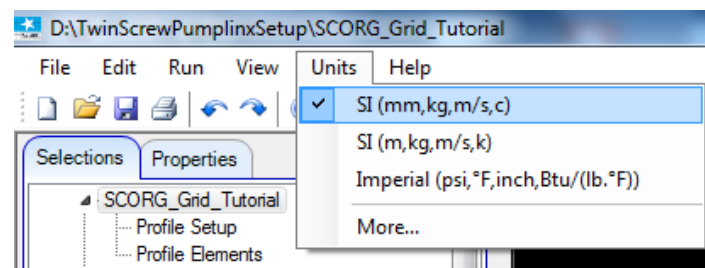 D:\TwinScrewPumplinxSetup\SCORG_Grid_Tutorial
File Edit Run View Units Help
SI (mm,kg,m/s,c)
SI (m,kg,m/s,k)
Imperial (psi,°F,inch,Btu/(lb.°F))
More...
Selections Properties
SCORG_Grid_Tutorial
Profile Setup
Profile Elements